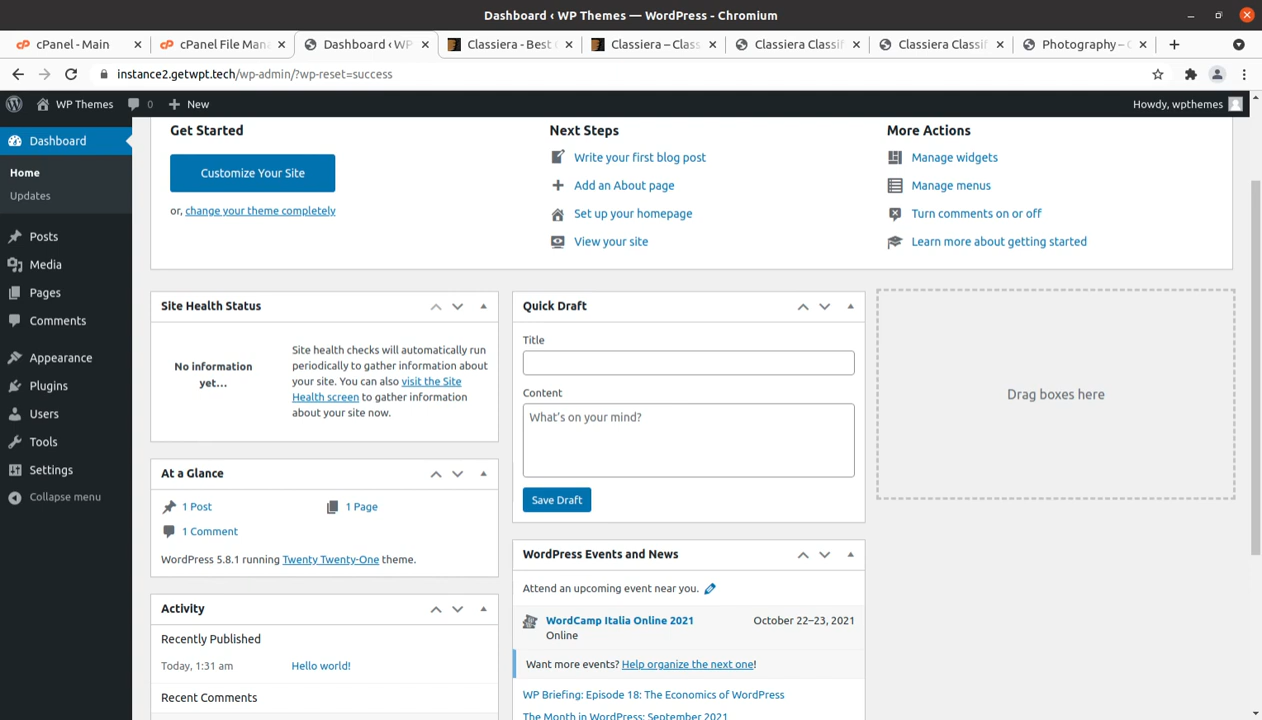 Dashboard ‹ WP Themes — WordPress - Chromium
cPanel - Main
cPanel File Man
Dashboard ‹ WP
Classiera - Best
Classiera – Class
Classiera Classif
Classiera Classif
Photography –
instance2.getwpt.tech/wp-admin/?wp-reset=success
WP Themes
0
New
Howdy, wpthemes
Dashboard
Home
Updates
Posts
Media
Pages
Comments
Appearance
Plugins
Users
Tools
Settings
Collapse menu
Get Started
Customize Your Site
or, change your theme completely
Next Steps
Write your first blog post
Add an About page
Set up your homepage
View your site
More Actions
Manage widgets
Manage menus
Turn comments on or off
Learn more about getting started
Site Health Status
No information
yet…
Site health checks will automatically run
periodically to gather information about
your site. You can also visit the Site
Health screen to gather information
about your site now.
At a Glance
1 Post
1 Page
1 Comment
WordPress 5.8.1 running Twenty Twenty-One theme.
Activity
Recently Published
Today, 1:31 am
Hello world!
Recent Comments
Quick Draft
Title
Content
What's on your mind?
Save Draft
WordPress Events and News
Attend an upcoming event near you.
WordCamp Italia Online 2021
October 22–23, 2021
Online
Want more events? Help organize the next one!
WP Briefing: Episode 18: The Economics of WordPress
The Month in WordPress: September 2021
Drag boxes here